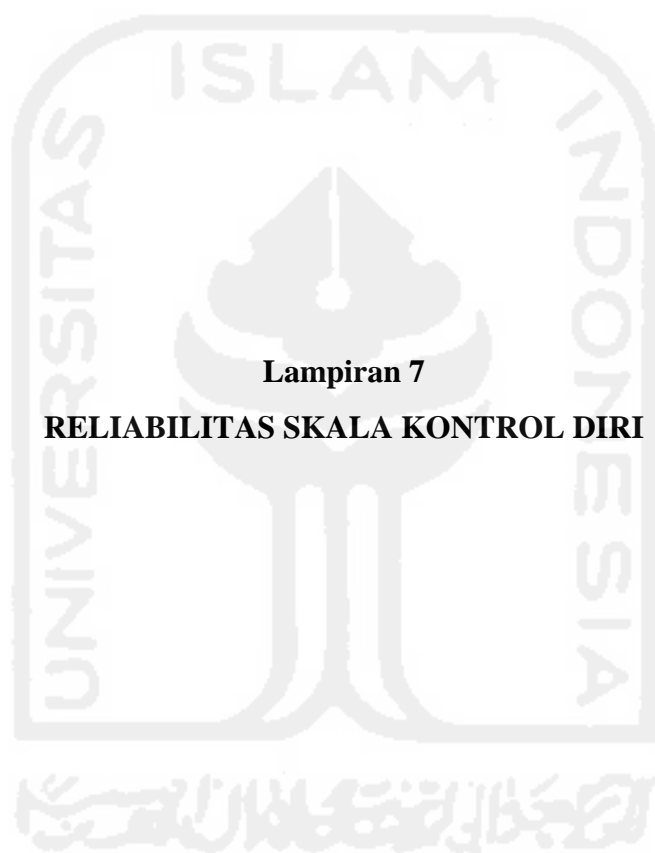 ISLAM
UNIVERSITAS
INDONESIA
Lampiran 7
RELIABILITAS SKALA KONTROL DIRI